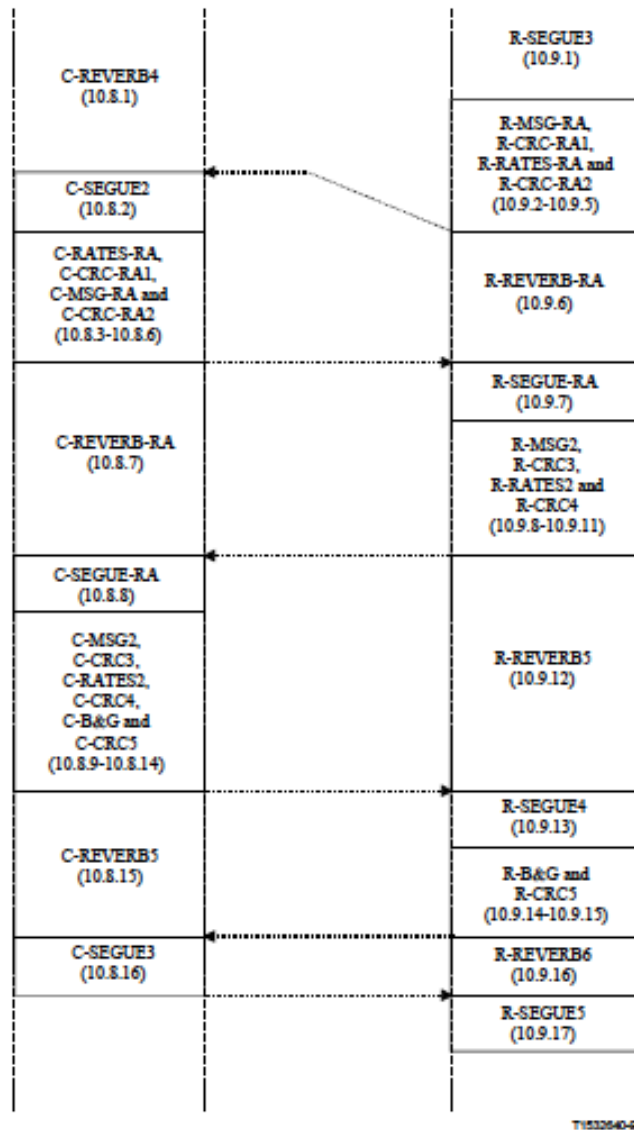 C-REVERB4
(10.8.1)
C-SEGUE2
(10.8.2)
C-RATES-RA,
C-CRC-RA1,
C-MSG-RA and
C-CRC-RA2
(10.8.3-10.8.6)
C-REVERB-RA
(10.8.7)
C-SEGUE-RA
(10.8.8)
C-MSG2,
C-CRC3,
C-RATES2,
C-CRC4,
C-B&G and
C-CRC5
(10.8.9-10.8.14)
C-REVERB5
(10.8.15)
C-SEGUE3
(10.8.16)
R-SEGUE3
(10.9.1)
R-MSG-RA,
R-CRC-RA1,
R-RATES-RA and
R-CRC-RA2
(10.9.2-10.9.5)
R-REVERB-RA
(10.9.6)
R-SEGUE-RA
(10.9.7)
R-MSG2,
R-CRC3,
R-RATES2 and
R-CRC4
(10.9.8-10.9.11)
R-REVERB5
(10.9.12)
R-SEGUE4
(10.9.13)
R-B&G and
R-CRC5
(10.9.14-10.9.15)
R-REVERB6
(10.9.16)
R-SEGUE5
(10.9.17)